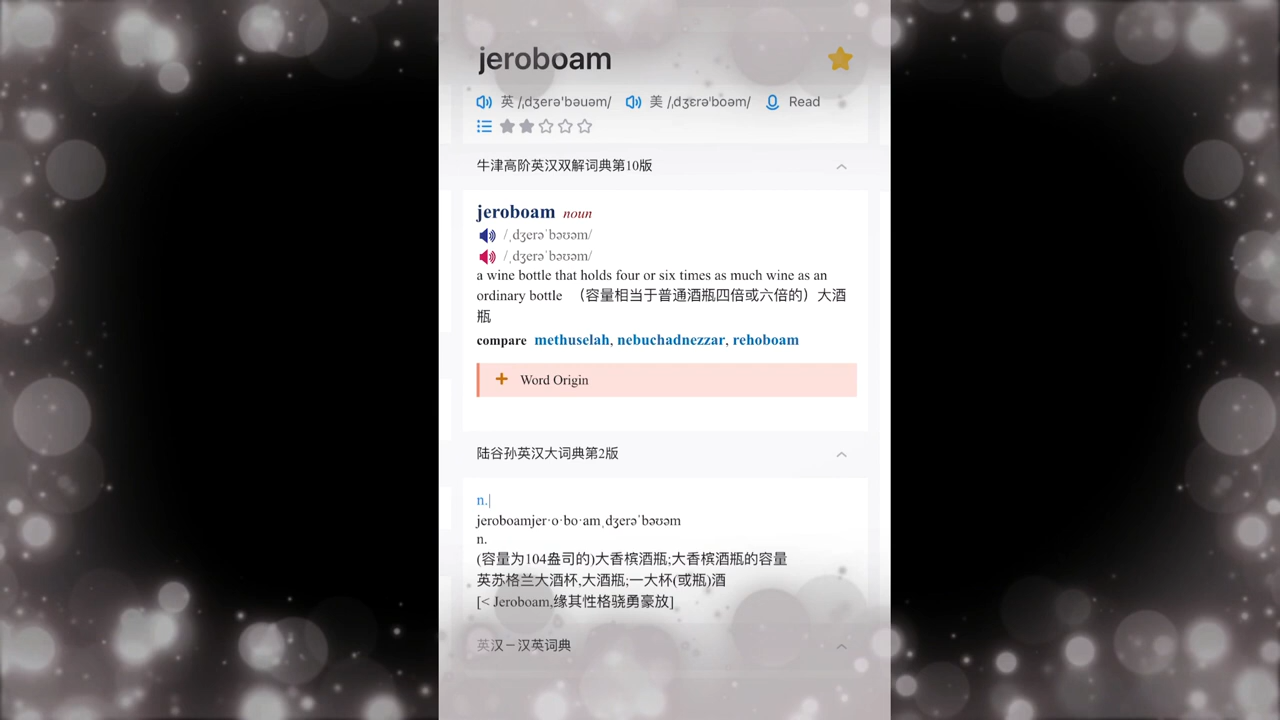 jeroboam
英 /ˌdʒerə'bəuəm/ 美 /ˌdʒɛrə'boəm/ Read
牛津高阶英汉双解词典第10版
jeroboam noun
/ˌdʒerəˈbəʊəm/
/ˌdʒerəˈbəʊəm/
a wine bottle that holds four or six times as much wine as an
ordinary bottle （容量相当于普通酒瓶四倍或六倍的）大酒
瓶
compare methuselah, nebuchadnezzar, rehoboam
+ Word Origin
陆谷孙英汉大词典第2版
n.|
jeroboamjer·o·bo·amˌdʒerəˈbəʊəm
n.
(容量为104盎司的)大香槟酒瓶;大香槟酒瓶的容量
英苏格兰大酒杯,大酒瓶;一大杯(或瓶)酒
[< Jeroboam,缘其性格骁勇豪放]
英汉－汉英词典